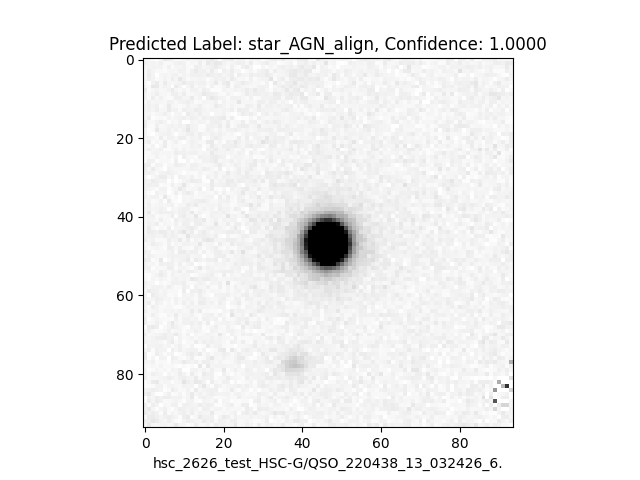 Predicted Label: star_AGN_align, Confidence: 1.0000
0
20
40
60
80
0 20 40 60 80
hsc_2626_test_HSC-G/QSO_220438_13_032426_6.